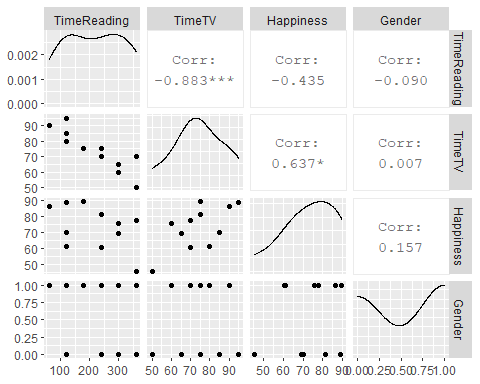 TimeReading TimeTV Happiness Gender
0.002
0.001
0.000
Corr:
-0.883***
Corr:
-0.435
Corr:
-0.090
TimeReading
90
80
70
60
50
Corr:
0.637*
Corr:
0.007
TimeTV
90
80
70
60
50
Corr:
0.157
Happiness
1.00
0.75
0.50
0.25
0.00
Gender
100 200 300 50 60 70 80 90 50 60 70 80 90 0.00 0.25 0.50 0.75 1.00